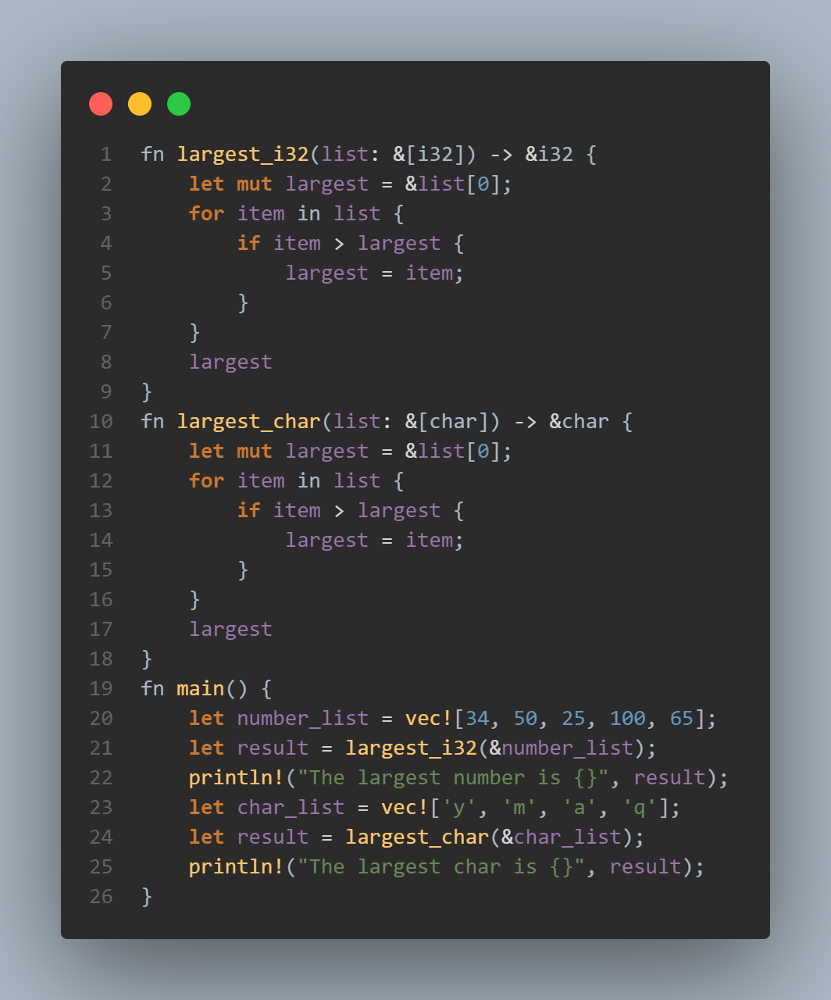 1 fn largest_i32(list: &[i32]) -> &i32 {
2     let mut largest = &list[0];
3     for item in list {
4         if item > largest {
5             largest = item;
6         }
7     }
8     largest
9 }
10 fn largest_char(list: &[char]) -> &char {
11     let mut largest = &list[0];
12     for item in list {
13         if item > largest {
14             largest = item;
15         }
16     }
17     largest
18 }
19 fn main() {
20     let number_list = vec![34, 50, 25, 100, 65];
21     let result = largest_i32(&number_list);
22     println!("The largest number is {}", result);
23     let char_list = vec!['y', 'm', 'a', 'q'];
24     let result = largest_char(&char_list);
25     println!("The largest char is {}", result);
26 }